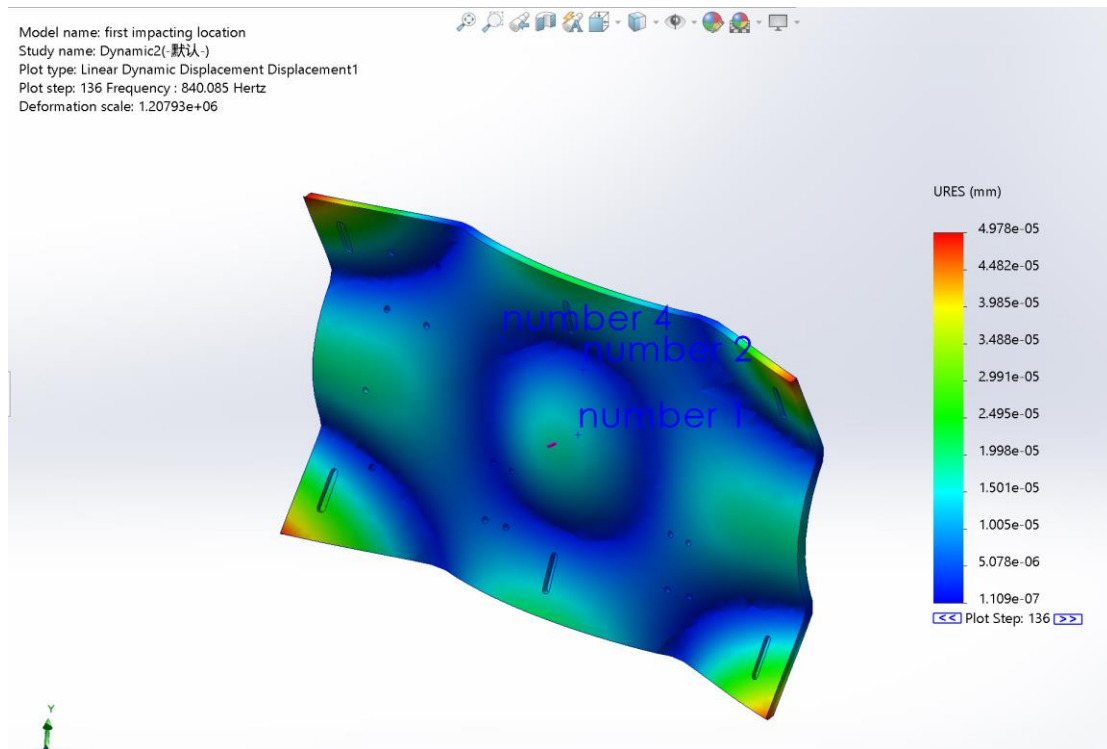 Model name: first impacting location
Study name: Dynamic2(-默认-)
Plot type: Linear Dynamic Displacement Displacement1
Plot step: 136 Frequency : 840.085 Hertz
Deformation scale: 1.20793e+06
URES (mm)
4.978e-05
4.482e-05
3.985e-05
3.488e-05
2.991e-05
2.495e-05
1.998e-05
1.501e-05
1.005e-05
5.078e-06
1.109e-07
<< Plot Step: 136 >>
number 4
number 2
number 1
Y